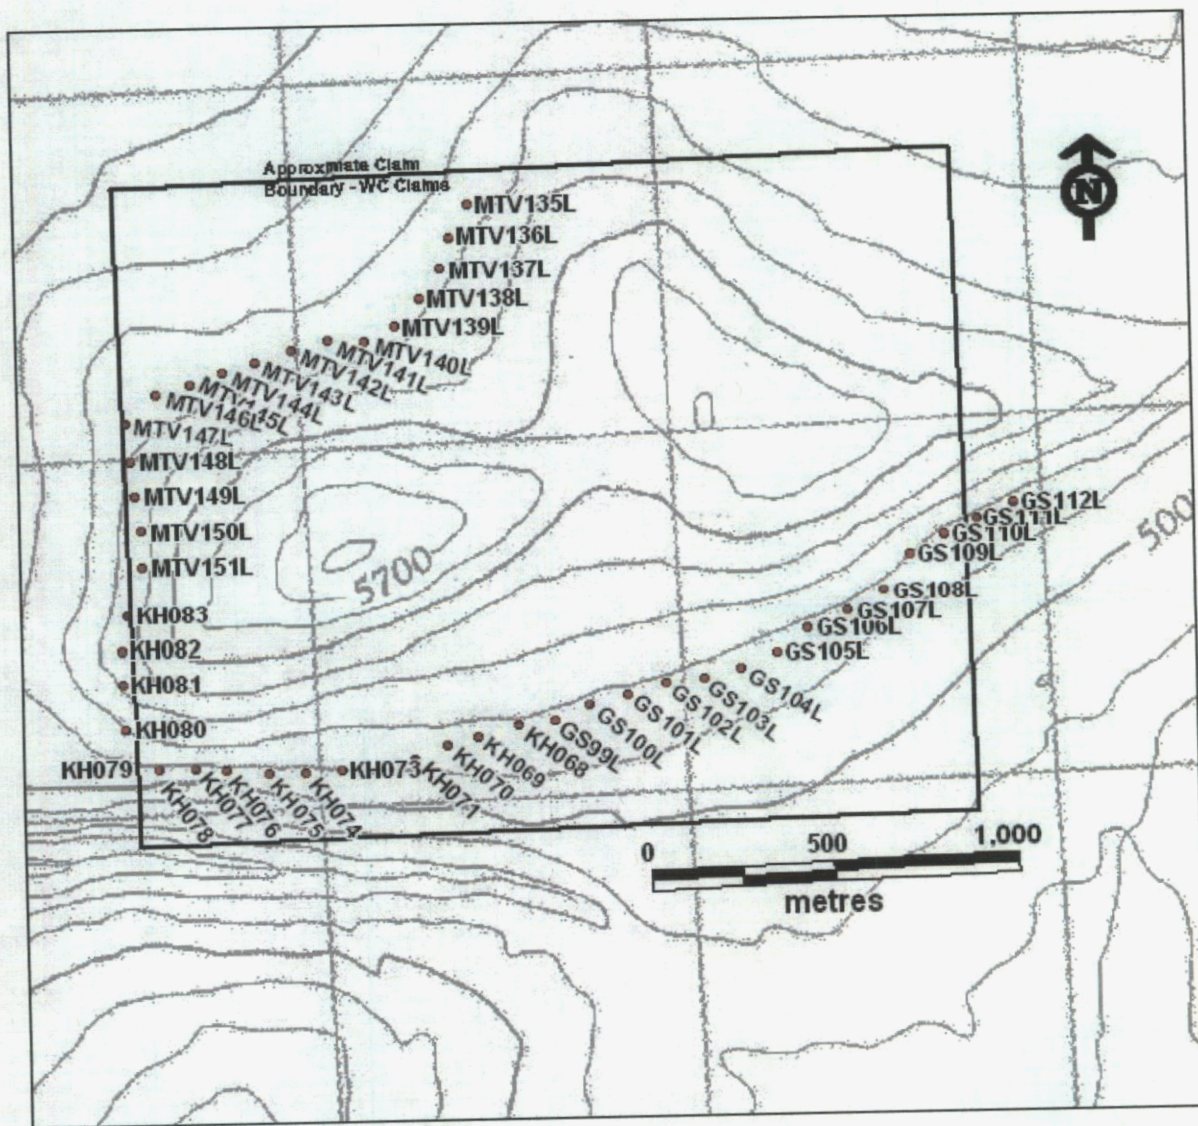 Approximate Claim
Boundary - WC Claims
N
MTV135L
MTV136L
MTV137L
MTV138L
MTV139L
MTV140L
MTV141L
MTV142L
MTV143L
MTV144L
MTV145L
MTV146L
MTV147L
MTV148L
MTV149L
MTV150L
MTV151L
KH083
KH082
KH081
KH080
KH079
KH078
KH077
KH076
KH075
KH074
KH073
KH071
KH070
KH069
KH068
GS99L
GS100L
GS101L
GS102L
GS103L
GS104L
GS105L
GS106L
GS107L
GS108L
GS109L
GS110L
GS111L
GS112L
5700
500
0 500 1,000
metres